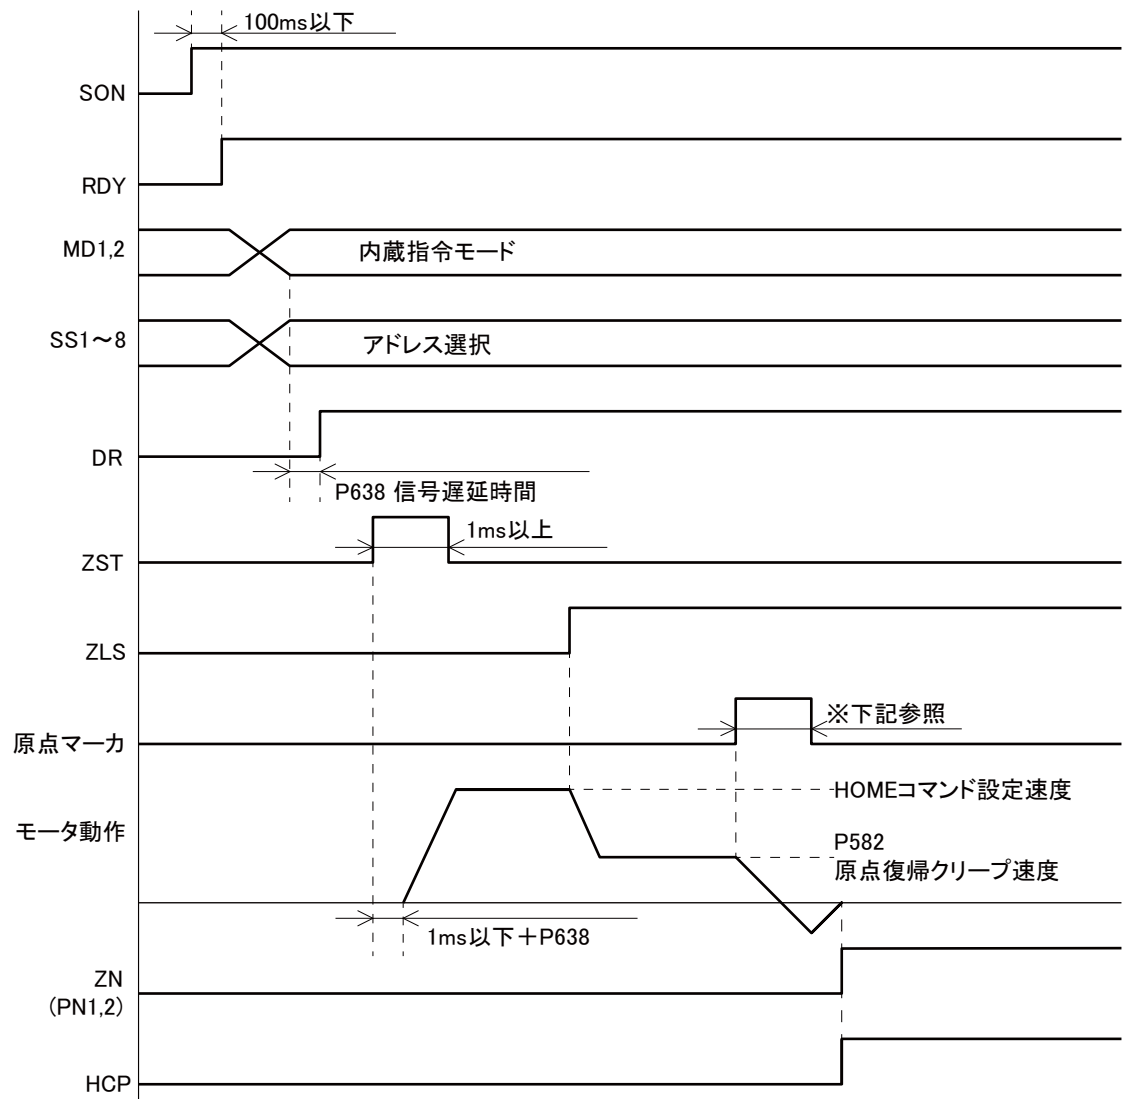 100ms以下
SON
RDY
MD1,2
内蔵指令モード
SS1～8
アドレス選択
DR
P638 信号遅延時間
1ms以上
ZST
ZLS
※下記参照
原点マーカ
HOMEコマンド設定速度
モータ動作
P582
原点復帰クリープ速度
1ms以下＋P638
ZN
(PN1,2)
HCP